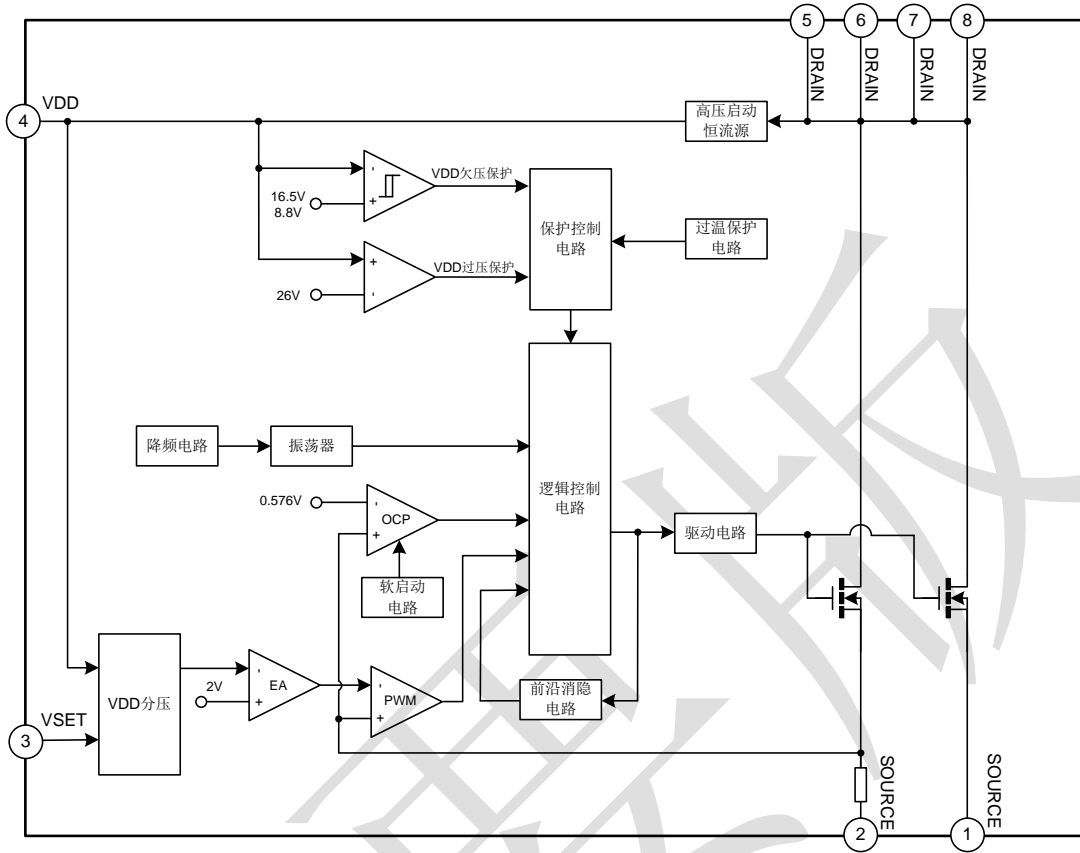 5
6
7
8
DRAIN
DRAIN
DRAIN
DRAIN
4
VDD
高压启动
恒流源
-
+
16.5V
8.8V
VDD欠压保护
保护控制
电路
过温保护
电路
+
-
26V
VDD过压保护
降频电路
振荡器
逻辑控制
电路
0.576V
-
+
OCP
软启动
电路
驱动电路
VDD分压
2V
-
+
EA
-
+
PWM
前沿消隐
电路
3
VSET
SOURCE
SOURCE
2
1